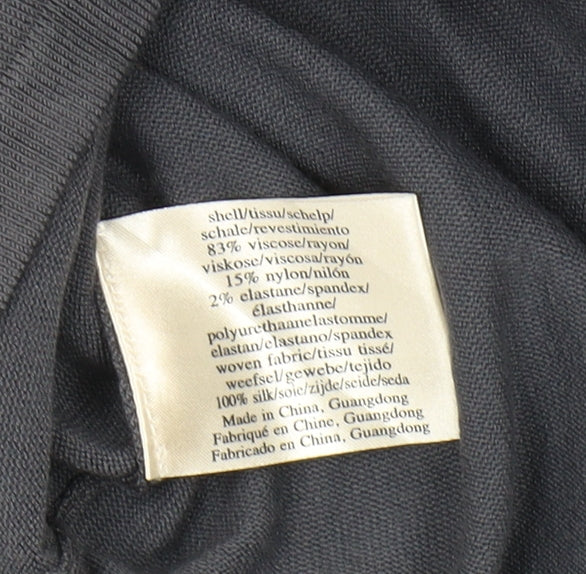 shell/tissu/schelp/
schale/revestimiento
83% viscose/rayon/
viskose/viscosa/rayón
15% nylon/nilón
2% elastane/spandex/
élasthanne/
polyurethaanelastomme/
elastan/elastano/spandex
woven fabric/tissu tissé/
weefsel/gewebe/tejido
100% silk/soie/zijde/seide/seda
Made in China, Guangdong
Fabriqué en Chine, Guangdong
Fabricado en China, Guangdong